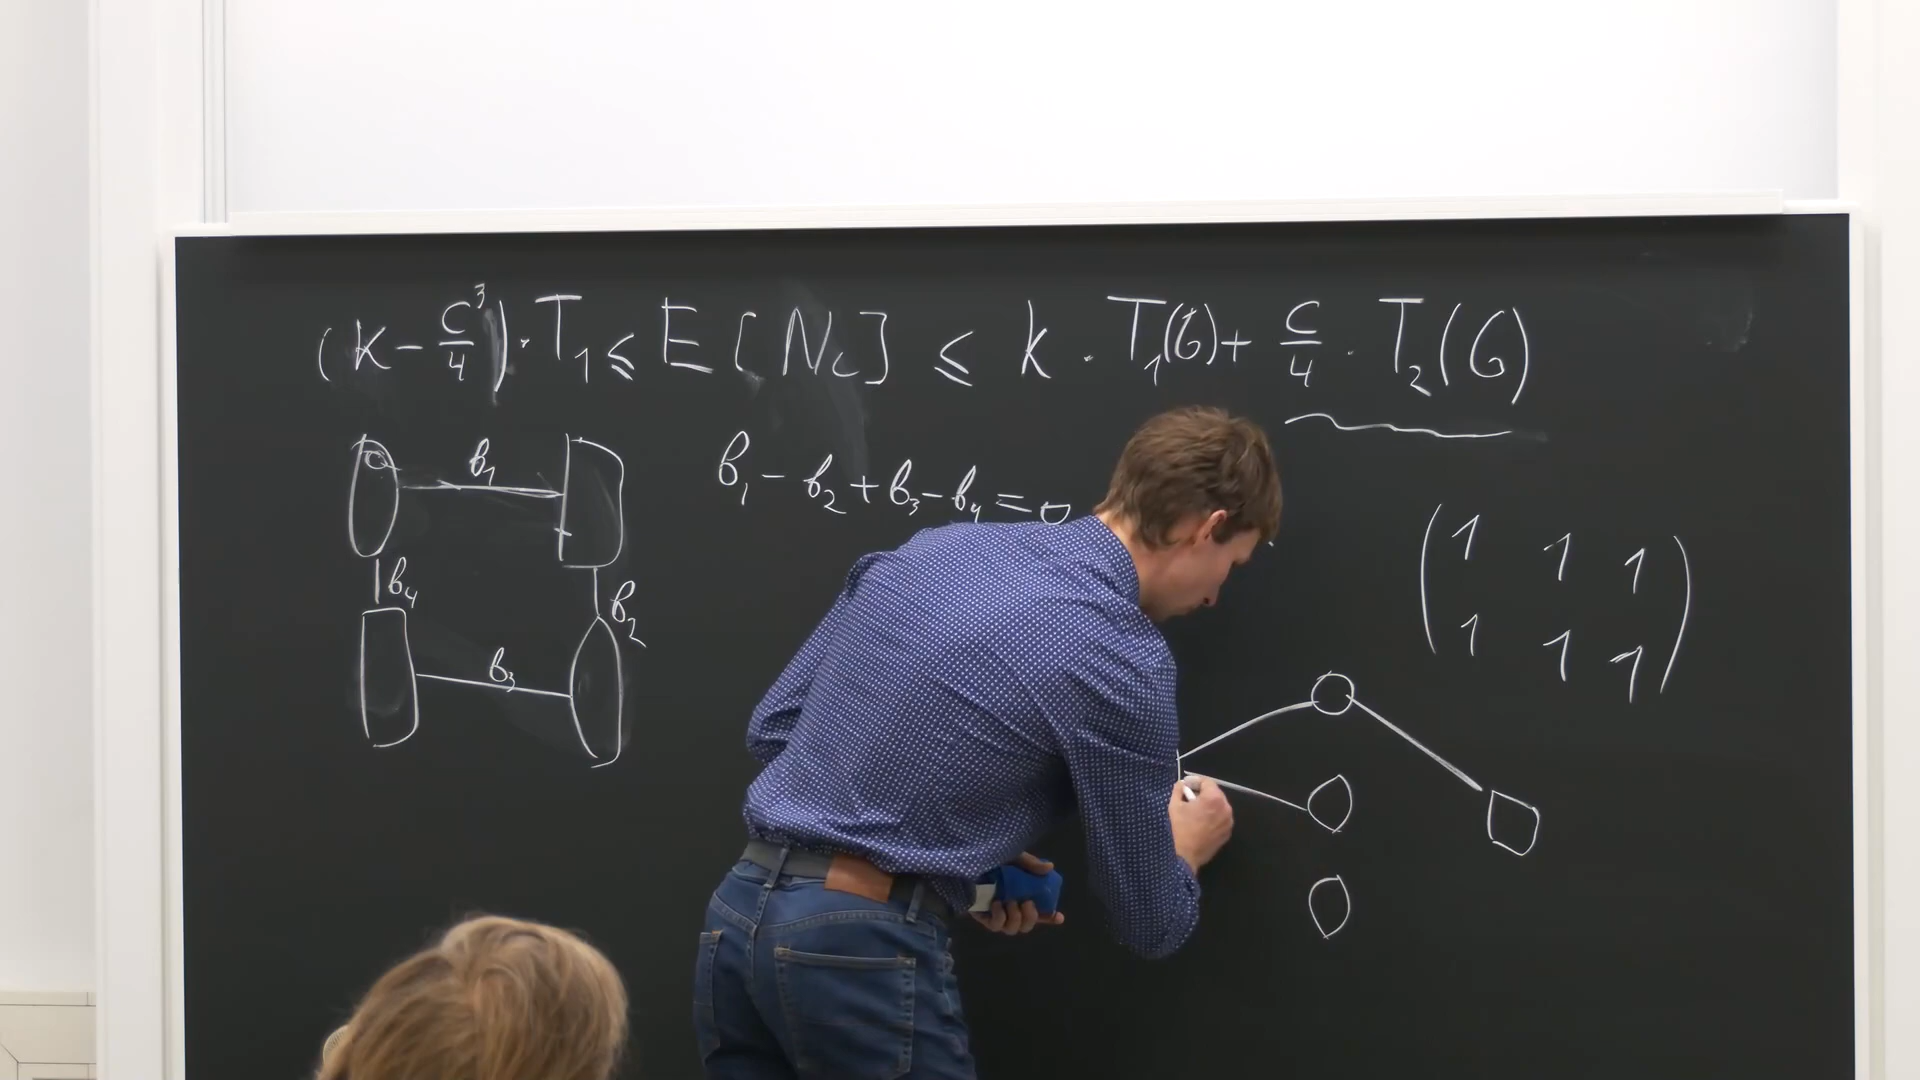 (k - c³/4) · T₁ ≤ E[N_c] ≤ k · T₁(G) + c/4 · T₂(G)
b₁
b₁ - b₂ + b₃ - b₄ = 0
1 1 1
b₄
b₂
1 1 1
b₃